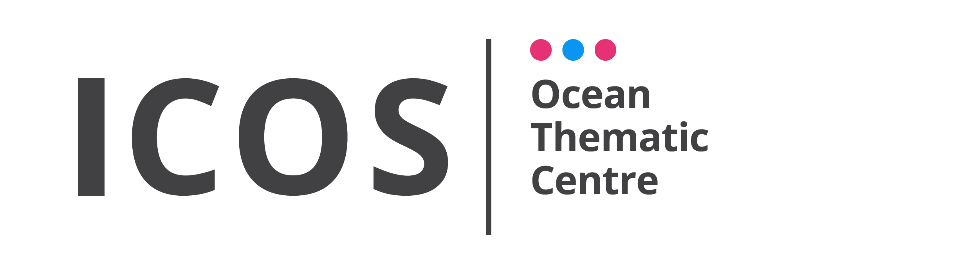 ICOS
Ocean
Thematic
Centre